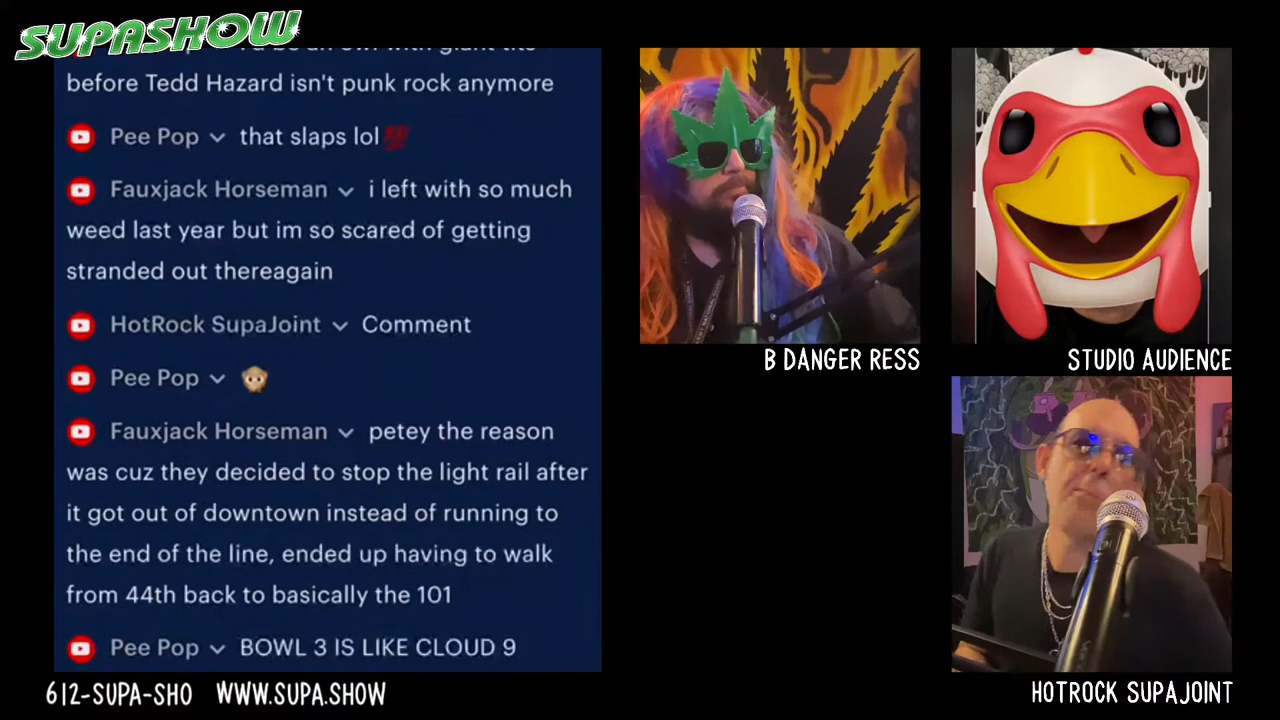 SUPASHOW
before Tedd Hazard isn't punk rock anymore
Pee Pop that slaps lol
Fauxjack Horseman i left with so much
weed last year but im so scared of getting
stranded out thereagain
HotRock SupaJoint Comment
Pee Pop
Fauxjack Horseman petey the reason
was cuz they decided to stop the light rail after
it got out of downtown instead of running to
the end of the line, ended up having to walk
from 44th back to basically the 101
Pee Pop BOWL 3 IS LIKE CLOUD 9
612-SUPA-SHO WWW.SUPA.SHOW
B DANGER RESS
STUDIO AUDIENCE
HOTROCK SUPAJOINT